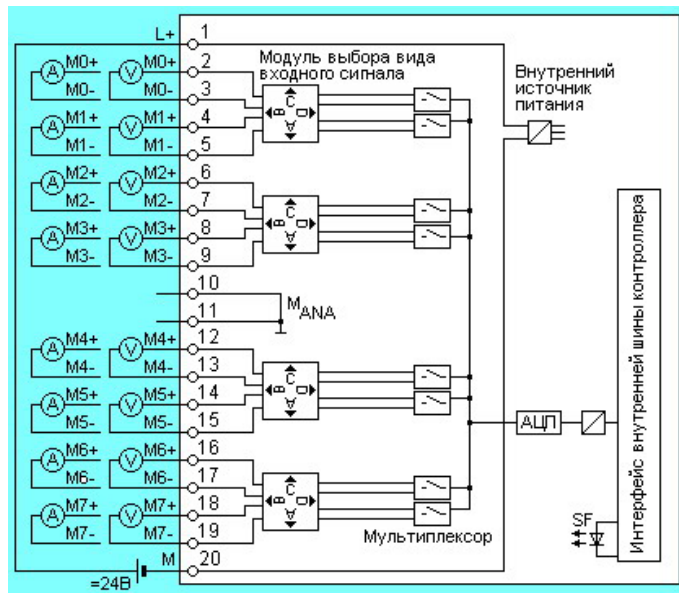 L+ 1
M0+ M0+ 2 Модуль выбора вида
A V входного сигнала Внутренний
M0- M0- 3 источник
M1+ M1+ 4 B C D A питания
A V
M1- M1- 5
M2+ M2+ 6
A V
M2- M2- 7
M3+ M3+ 8 B C D A
A V
M3- M3- 9
10
MANA
11
M4+ M4+ 12
A V
M4- M4- 13
M5+ M5+ 14 B C D A
A V
M5- M5- 15 АЦП
M6+ M6+ 16
A V
M6- M6- 17
M7+ M7+ 18 B C D A
A V
M7- M7- 19 Мультиплексор SF
M 20
=24В
Интерфейс внутренней шины контроллера